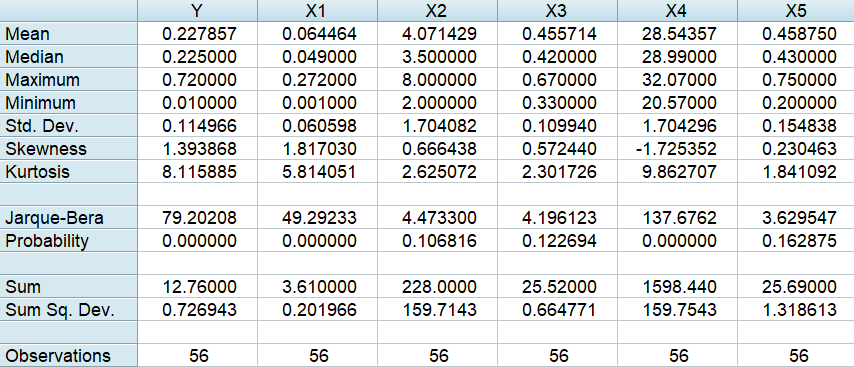 Y X1 X2 X3 X4 X5
Mean 0.227857 0.064464 4.071429 0.455714 28.54357 0.458750
Median 0.225000 0.049000 3.500000 0.420000 28.99000 0.430000
Maximum 0.720000 0.272000 8.000000 0.670000 32.07000 0.750000
Minimum 0.010000 0.001000 2.000000 0.330000 20.57000 0.200000
Std. Dev. 0.114966 0.060598 1.704082 0.109940 1.704296 0.154838
Skewness 1.393868 1.817030 0.666438 0.572440 -1.725352 0.230463
Kurtosis 8.115885 5.814051 2.625072 2.301726 9.862707 1.841092
Jarque-Bera 79.20208 49.29233 4.473300 4.196123 137.6762 3.629547
Probability 0.000000 0.000000 0.106816 0.122694 0.000000 0.162875
Sum 12.76000 3.610000 228.0000 25.52000 1598.440 25.69000
Sum Sq. Dev. 0.726943 0.201966 159.7143 0.664771 159.7543 1.318613
Observations 56 56 56 56 56 56